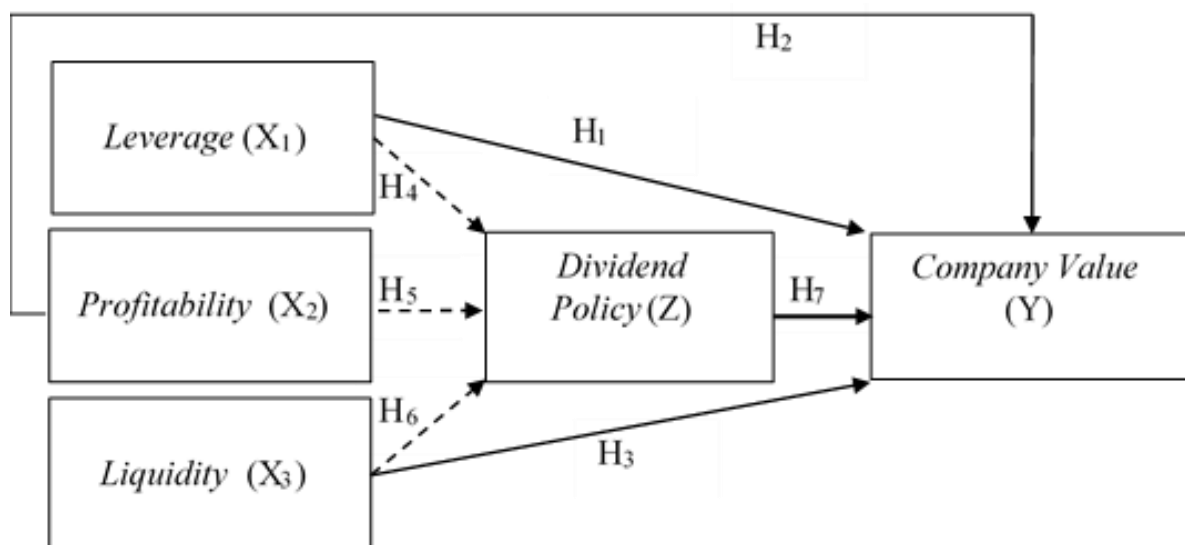 H₂
Leverage (X₁)
H₁
H₄
Profitability (X₂)
H₅
Dividend
Policy (Z)
H₇
Company Value
(Y)
H₆
Liquidity (X₃)
H₃